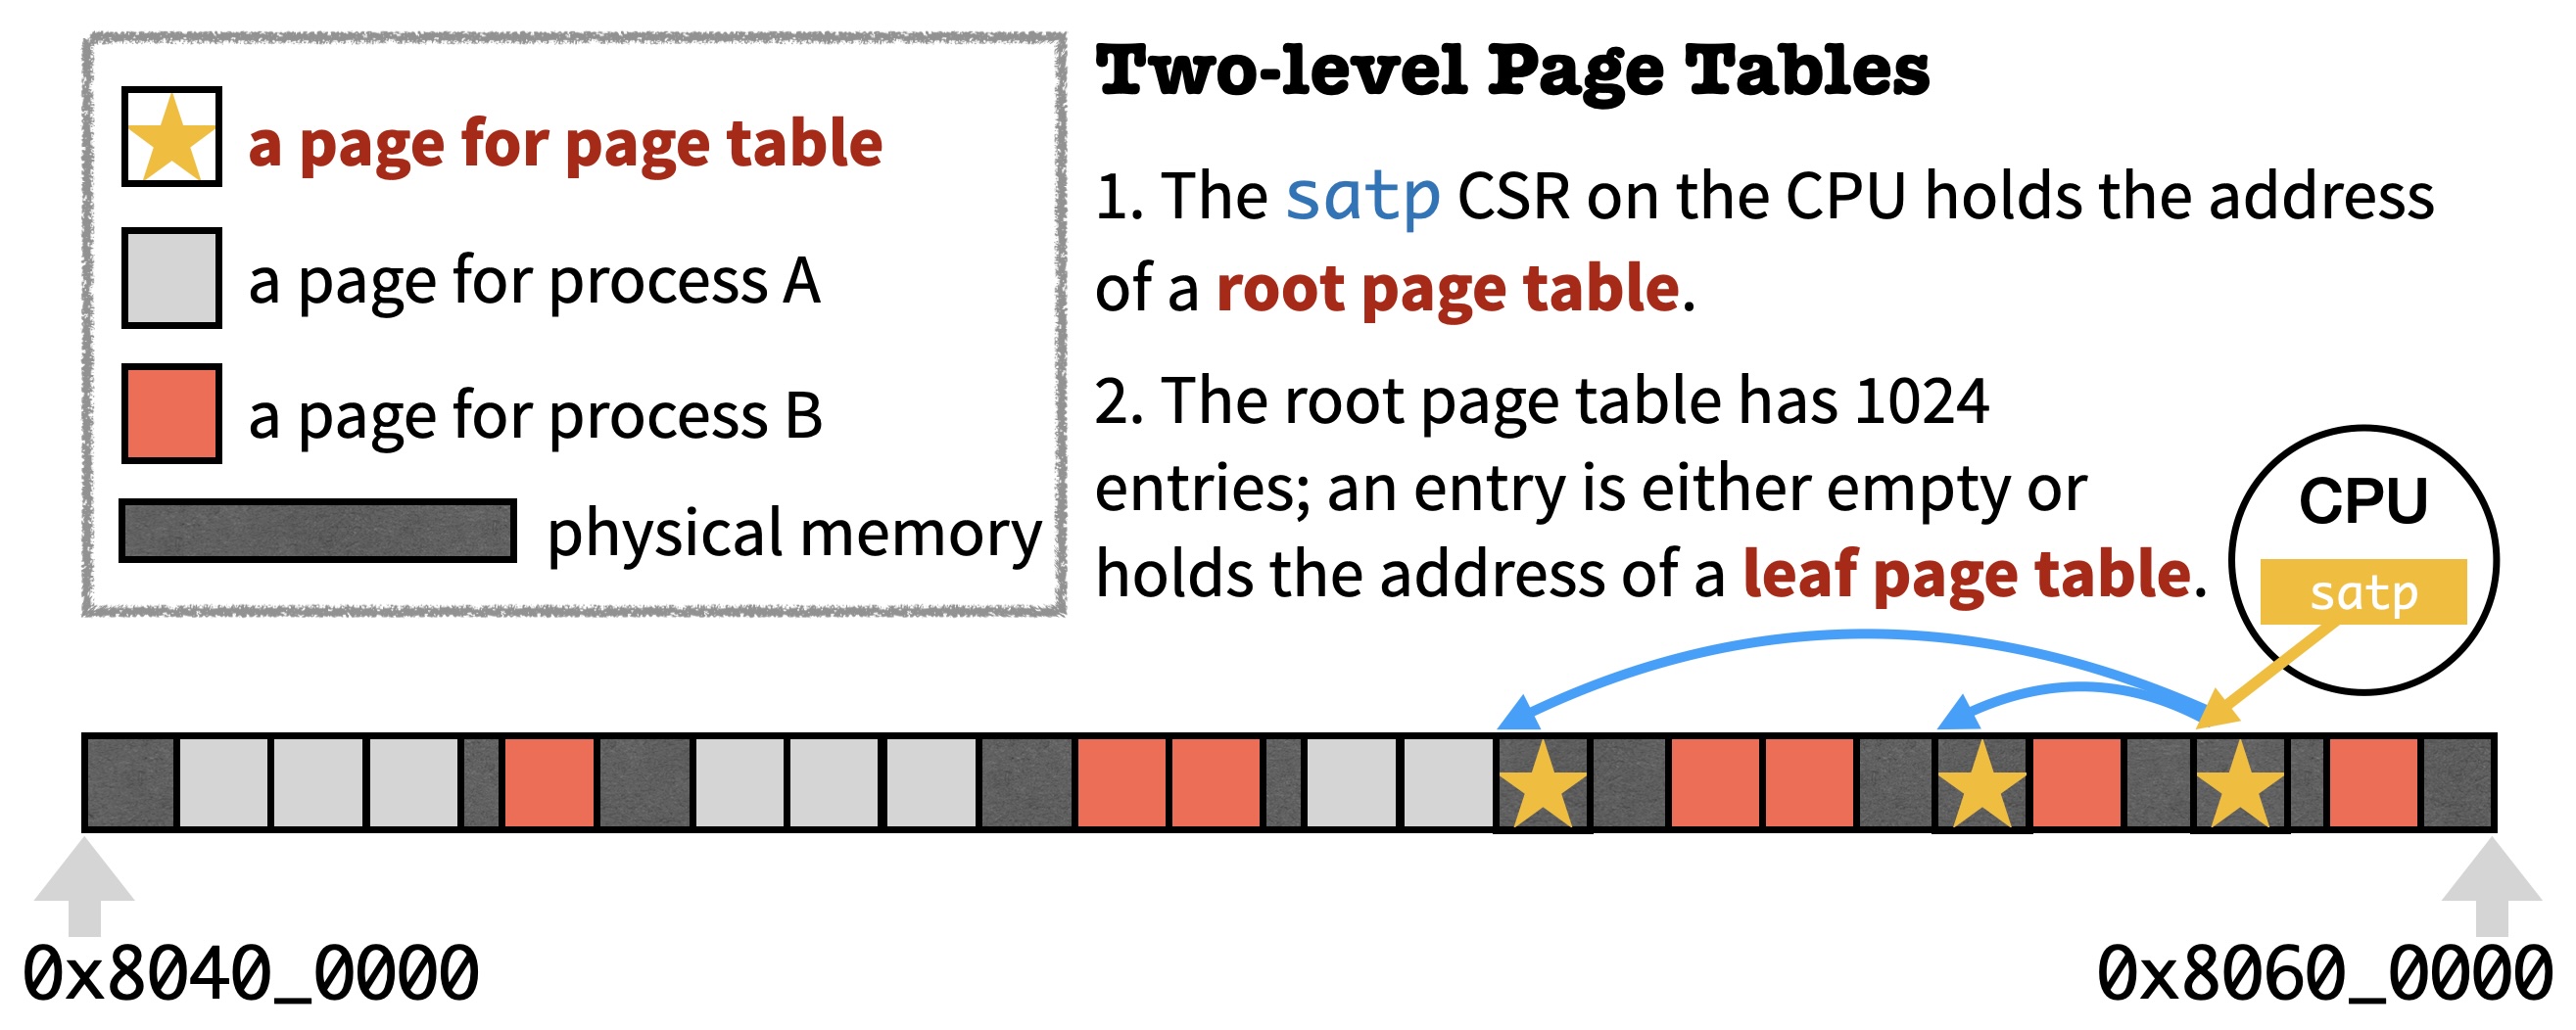 Two-level Page Tables
a page for page table
a page for process A
a page for process B
physical memory
1. The satp CSR on the CPU holds the address
of a root page table.
2. The root page table has 1024
entries; an entry is either empty or
holds the address of a leaf page table.
CPU
satp
0x8040_0000
0x8060_0000